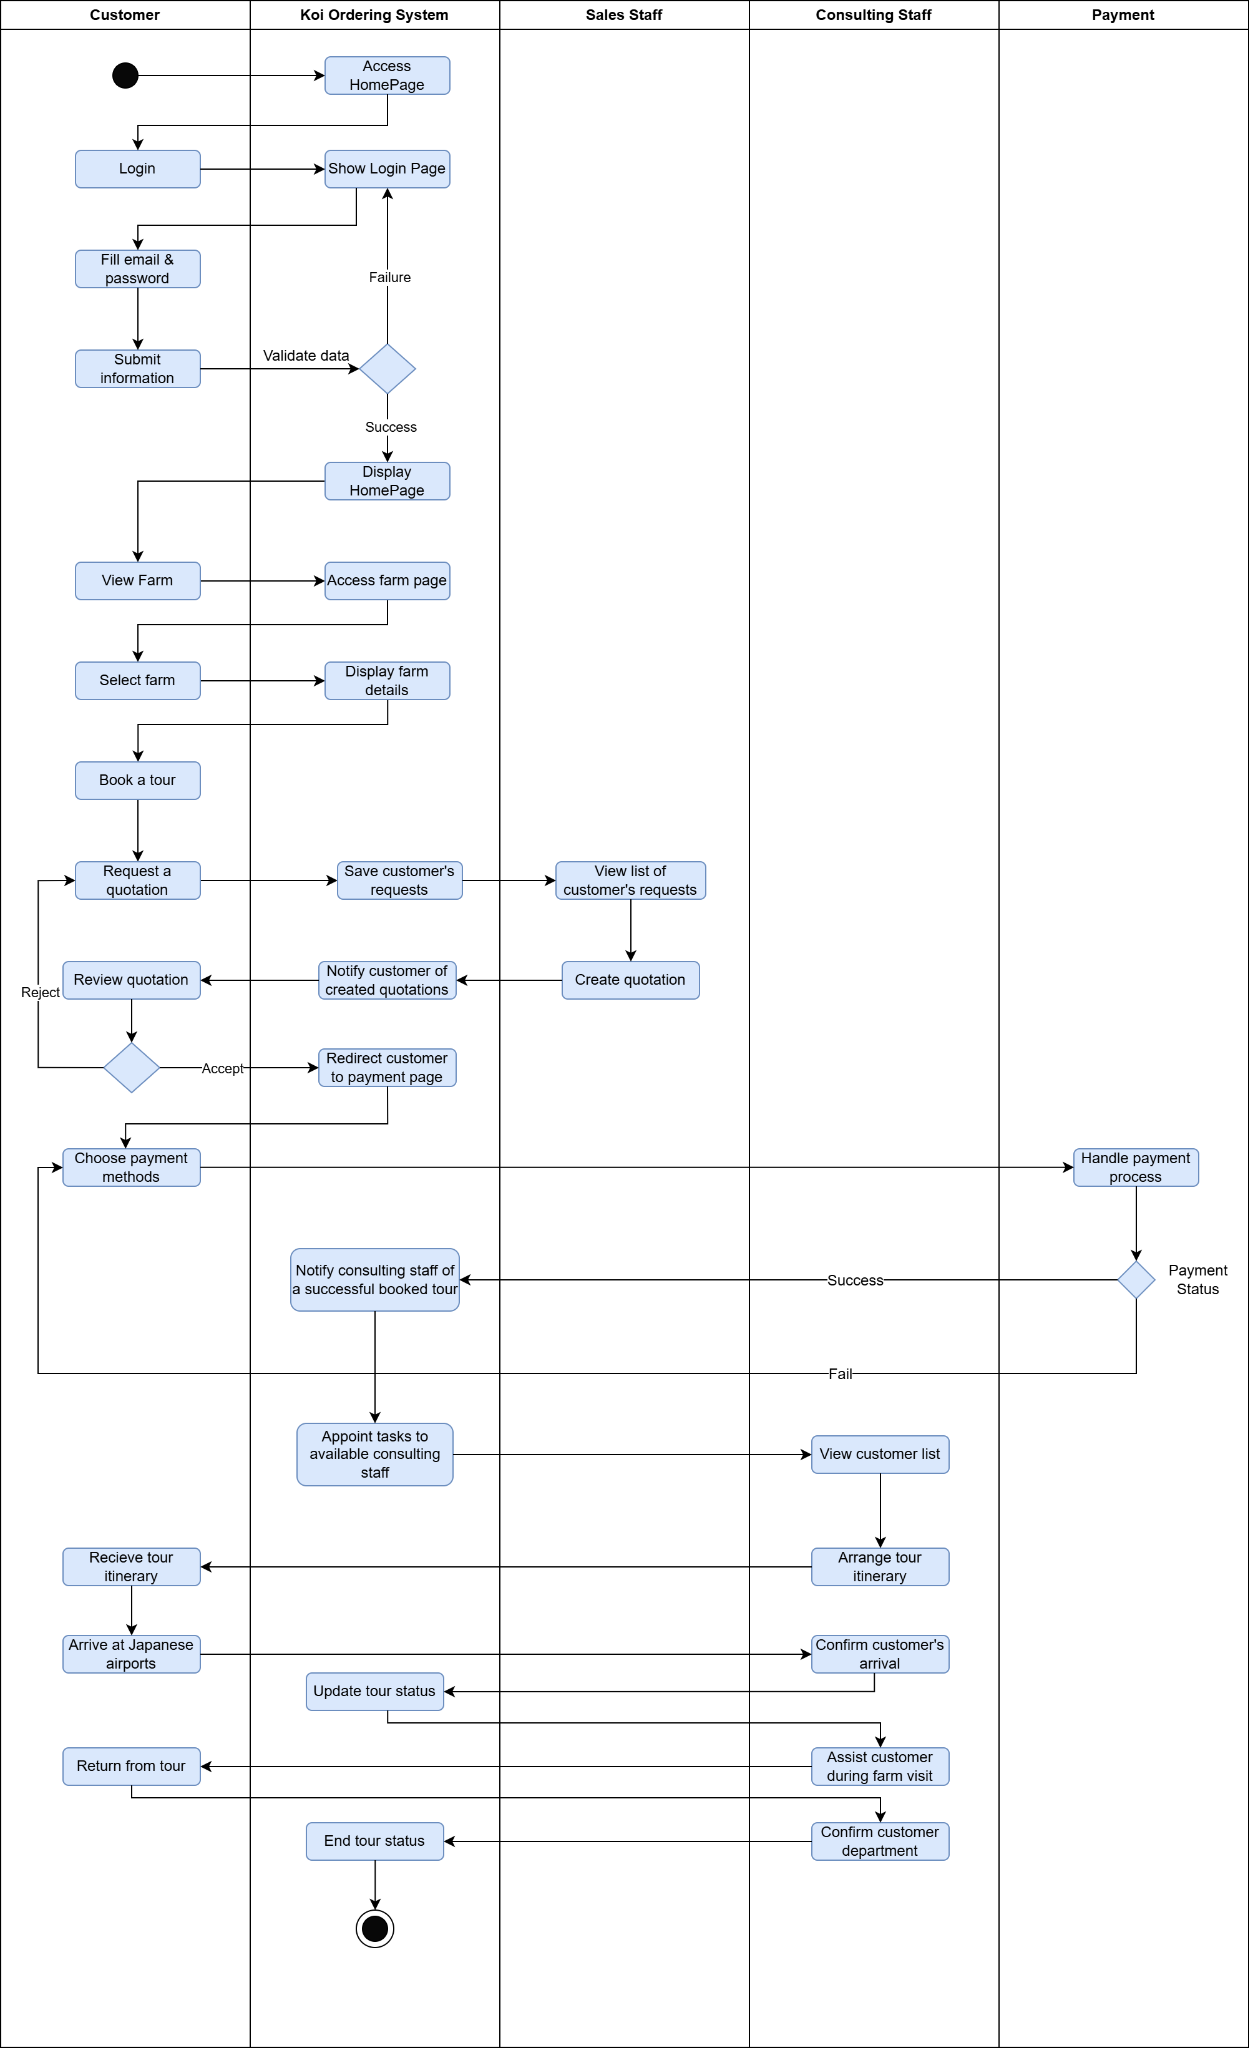 Customer
Koi Ordering System
Sales Staff
Consulting Staff
Payment
Access
HomePage
Login
Show Login Page
Fill email &
password
Failure
Submit
information
Validate data
Success
Display
HomePage
View Farm
Access farm page
Select farm
Display farm
details
Book a tour
Request a
quotation
Save customer's
requests
View list of
customer's requests
Review quotation
Notify customer of
created quotations
Create quotation
Reject
Accept
Redirect customer
to payment page
Choose payment
methods
Handle payment
process
Notify consulting staff of
a successful booked tour
Success
Payment
Status
Fail
Appoint tasks to
available consulting
staff
View customer list
Recieve tour
itinerary
Arrange tour
itinerary
Arrive at Japanese
airports
Confirm customer's
arrival
Update tour status
Return from tour
Assist customer
during farm visit
End tour status
Confirm customer
department